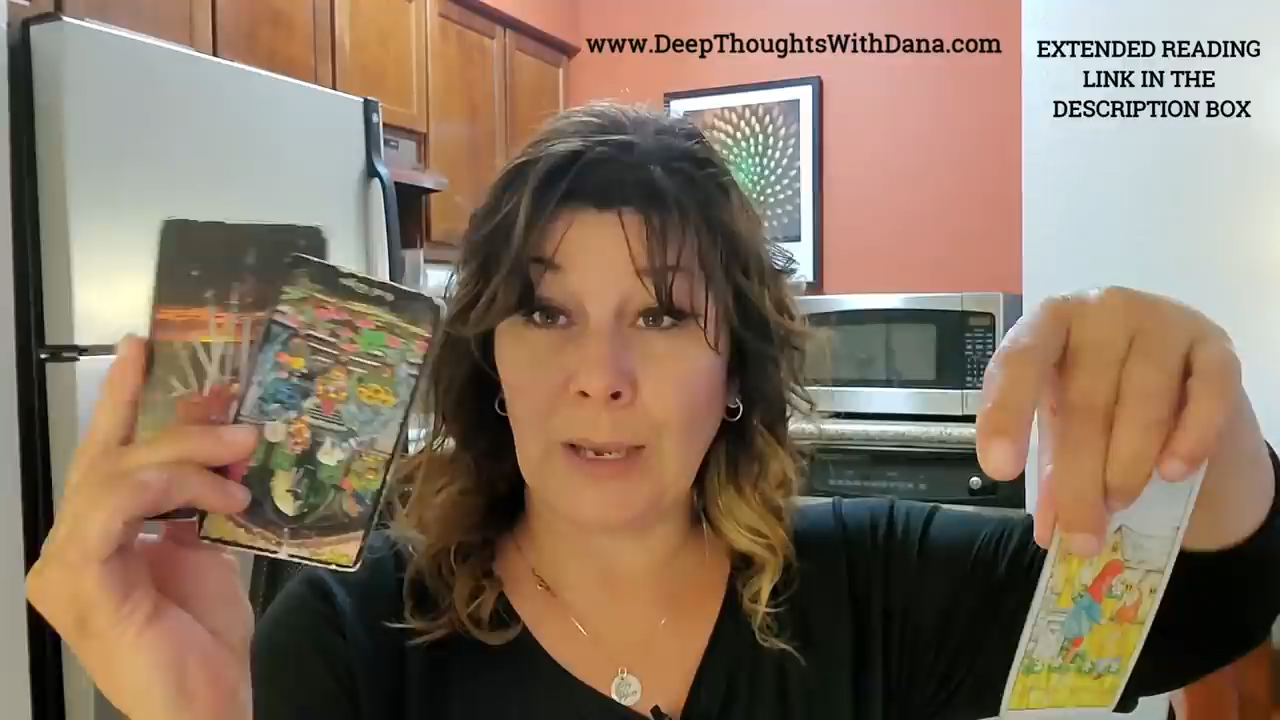 www.DeepThoughtsWithDana.com
EXTENDED READING
LINK IN THE
DESCRIPTION BOX